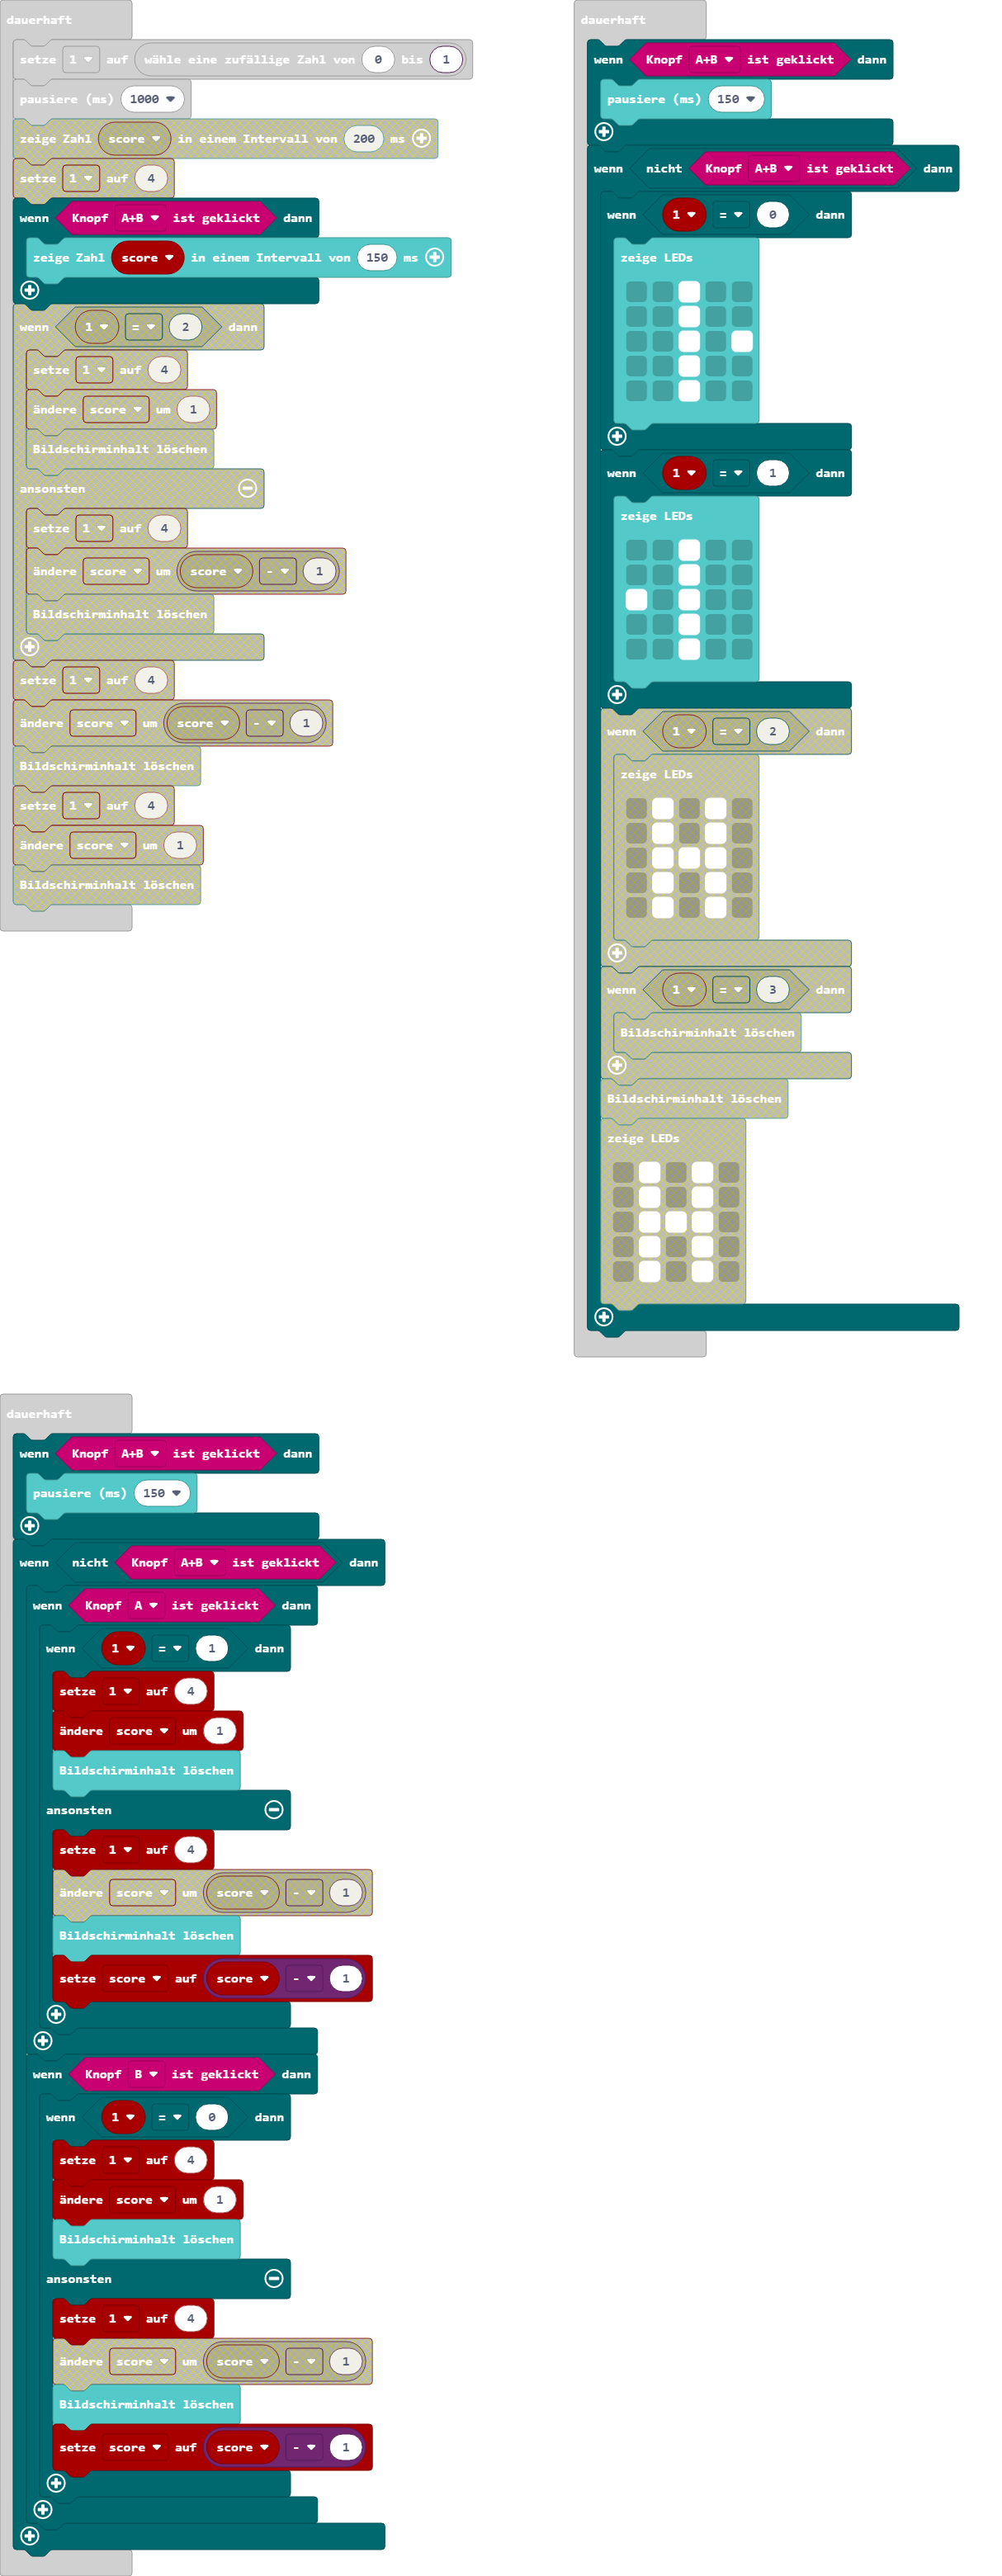 dauerhaft
setze 1 auf wähle eine zufällige Zahl von 0 bis 1
pausiere (ms) 1000
zeige Zahl score in einem Intervall von 200 ms
setze 1 auf 4
wenn Knopf A+B ist geklickt dann
zeige Zahl score in einem Intervall von 150 ms
wenn 1 = 2 dann
setze 1 auf 4
ändere score um 1
Bildschirminhalt löschen
ansonsten
setze 1 auf 4
ändere score um score - 1
Bildschirminhalt löschen
setze 1 auf 4
ändere score um score - 1
Bildschirminhalt löschen
setze 1 auf 4
ändere score um 1
Bildschirminhalt löschen
dauerhaft
wenn Knopf A+B ist geklickt dann
pausiere (ms) 150
wenn nicht Knopf A+B ist geklickt dann
wenn 1 = 0 dann
zeige LEDs
wenn 1 = 1 dann
zeige LEDs
wenn 1 = 2 dann
zeige LEDs
wenn 1 = 3 dann
Bildschirminhalt löschen
Bildschirminhalt löschen
zeige LEDs
dauerhaft
wenn Knopf A+B ist geklickt dann
pausiere (ms) 150
wenn nicht Knopf A+B ist geklickt dann
wenn Knopf A ist geklickt dann
wenn 1 = 1 dann
setze 1 auf 4
ändere score um 1
Bildschirminhalt löschen
ansonsten
setze 1 auf 4
ändere score um score - 1
Bildschirminhalt löschen
setze score auf score - 1
wenn Knopf B ist geklickt dann
wenn 1 = 0 dann
setze 1 auf 4
ändere score um 1
Bildschirminhalt löschen
ansonsten
setze 1 auf 4
ändere score um score - 1
Bildschirminhalt löschen
setze score auf score - 1